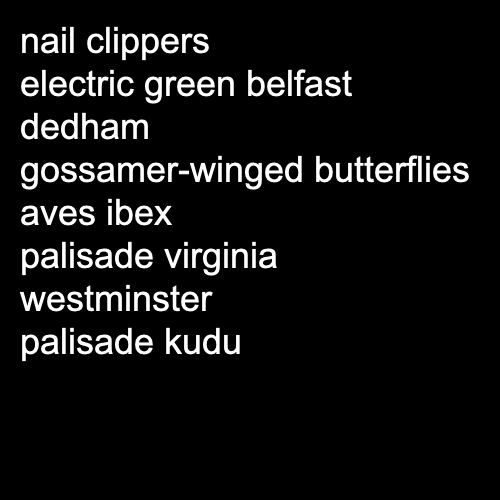 nail clippers
electric green belfast
dedham
gossamer-winged butterflies
aves ibex
palisade virginia
westminster
palisade kudu